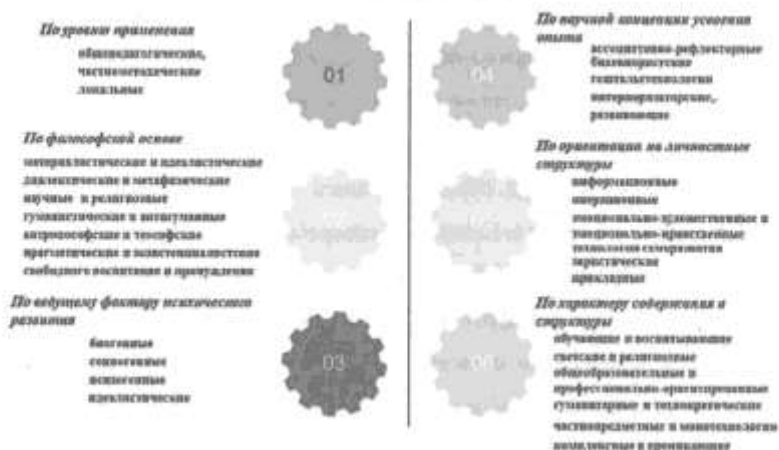 По уровню применения
общепедагогические,
частнометодические
локальные
01
По философской основе
материалистические и идеалистические
диалектические и метафизические
научные и религиозные
гуманистические и антигуманные
антропософские и теософские
прагматические и экзистенциалистские
свободного воспитания и принуждения
По ведущему фактору психического
развития
биогенные
социогенные
психогенные
идеалистические
03
По научной концепции усвоения
опыта
ассоциативно-рефлекторные
бихевиористские
гештальттехнологии
интериоризаторские,
развивающие
04
По ориентации на личностные
структуры
информационные
операционные
эмоционально-художественные и
эмоционально-нравственные
технологии саморазвития
эвристические
прикладные
По характеру содержания и
структуры
обучающие и воспитывающие
светские и религиозные
общеобразовательные и
профессионально-ориентированные
гуманитарные и технократические
частнопредметные и монотехнологии
комплексные и проникающие
06